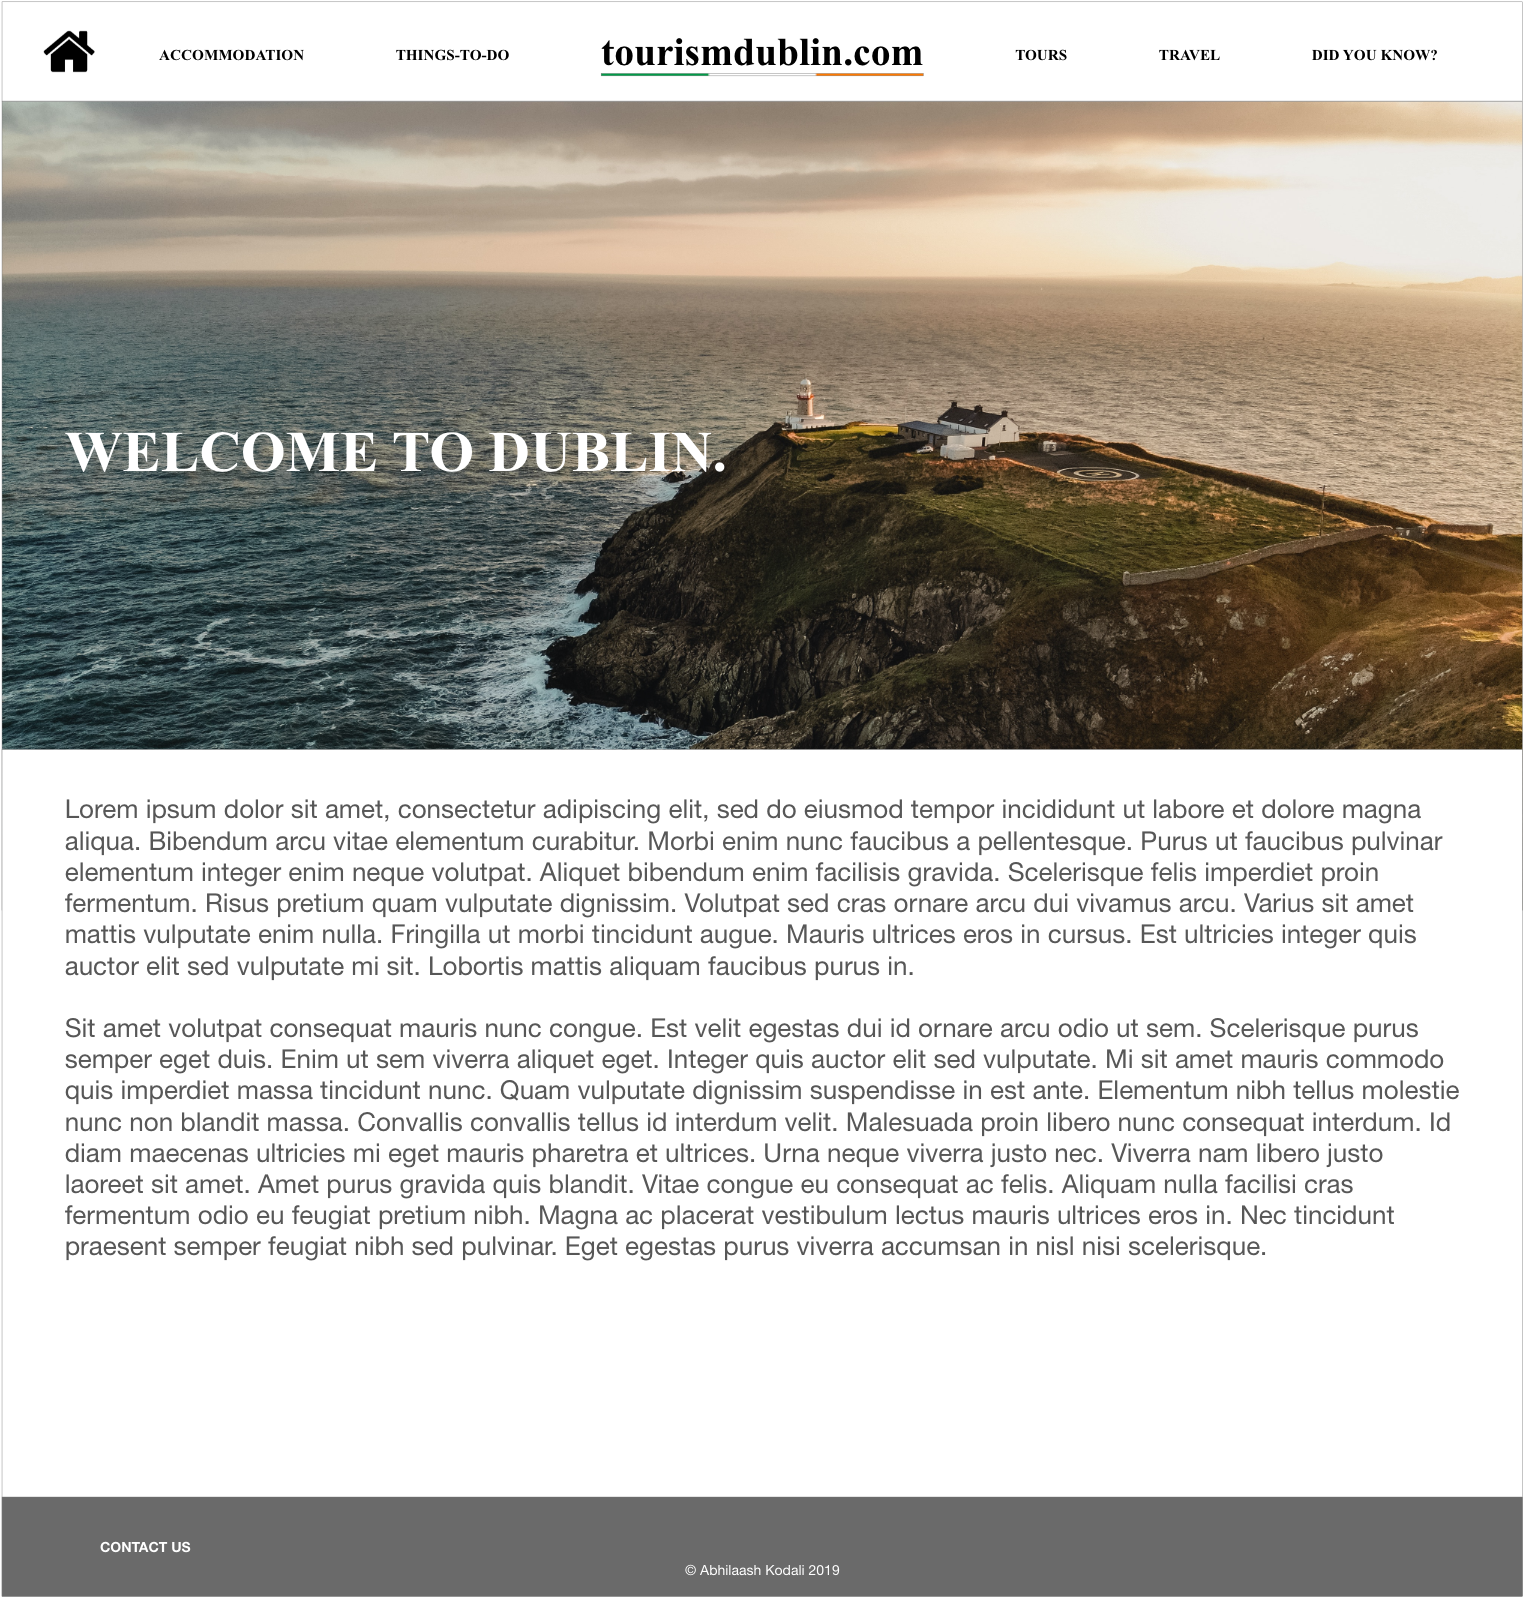 ACCOMMODATION THINGS-TO-DO tourismdublin.com TOURS TRAVEL DID YOU KNOW?
WELCOME TO DUBLIN.
Lorem ipsum dolor sit amet, consectetur adipiscing elit, sed do eiusmod tempor incididunt ut labore et dolore magna
aliqua. Bibendum arcu vitae elementum curabitur. Morbi enim nunc faucibus a pellentesque. Purus ut faucibus pulvinar
elementum integer enim neque volutpat. Aliquet bibendum enim facilisis gravida. Scelerisque felis imperdiet proin
fermentum. Risus pretium quam vulputate dignissim. Volutpat sed cras ornare arcu dui vivamus arcu. Varius sit amet
mattis vulputate enim nulla. Fringilla ut morbi tincidunt augue. Mauris ultrices eros in cursus. Est ultricies integer quis
auctor elit sed vulputate mi sit. Lobortis mattis aliquam faucibus purus in.
Sit amet volutpat consequat mauris nunc congue. Est velit egestas dui id ornare arcu odio ut sem. Scelerisque purus
semper eget duis. Enim ut sem viverra aliquet eget. Integer quis auctor elit sed vulputate. Mi sit amet mauris commodo
quis imperdiet massa tincidunt nunc. Quam vulputate dignissim suspendisse in est ante. Elementum nibh tellus molestie
nunc non blandit massa. Convallis convallis tellus id interdum velit. Malesuada proin libero nunc consequat interdum. Id
diam maecenas ultricies mi eget mauris pharetra et ultrices. Urna neque viverra justo nec. Viverra nam libero justo
laoreet sit amet. Amet purus gravida quis blandit. Vitae congue eu consequat ac felis. Aliquam nulla facilisi cras
fermentum odio eu feugiat pretium nibh. Magna ac placerat vestibulum lectus mauris ultrices eros in. Nec tincidunt
praesent semper feugiat nibh sed pulvinar. Eget egestas purus viverra accumsan in nisl nisi scelerisque.
CONTACT US
© Abhilaash Kodali 2019